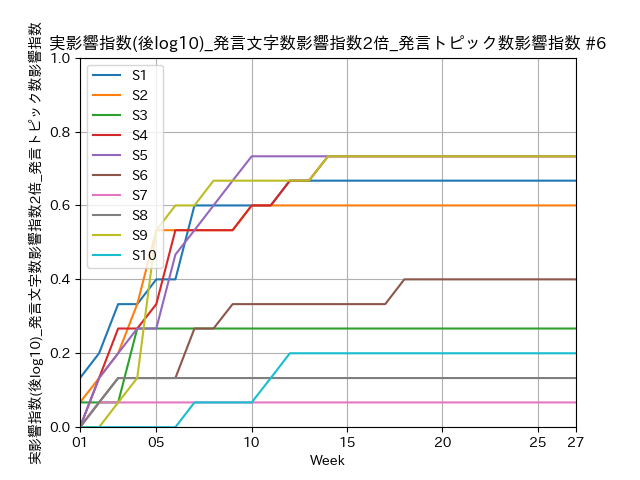 実影響指数(後log10)_発言文字数影響指数2倍_発言トピック数影響指数 #6
実影響指数(後log10)_発言文字数影響指数2倍_発言トピック数影響指数
1.0
0.8
0.6
0.4
0.2
0.0
S1
S2
S3
S4
S5
S6
S7
S8
S9
S10
01
05
10
15
20
25
27
Week